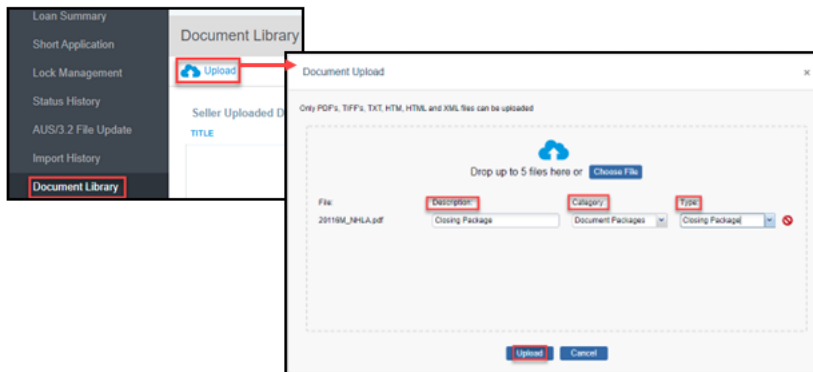 Loan Summary
Short Application
Lock Management
Status History
AUS/3.2 File Update
Import History
Document Library
Document Library
Upload
Seller Uploaded D
TITLE
Document Upload
×
Only PDF's, TIFF's, TXT, HTM, HTML and XML files can be uploaded
Drop up to 5 files here or Choose File
File: Description: Category: Type:
20116M_NHLA.pdf Closing Package Document Packages Closing Package
Upload Cancel